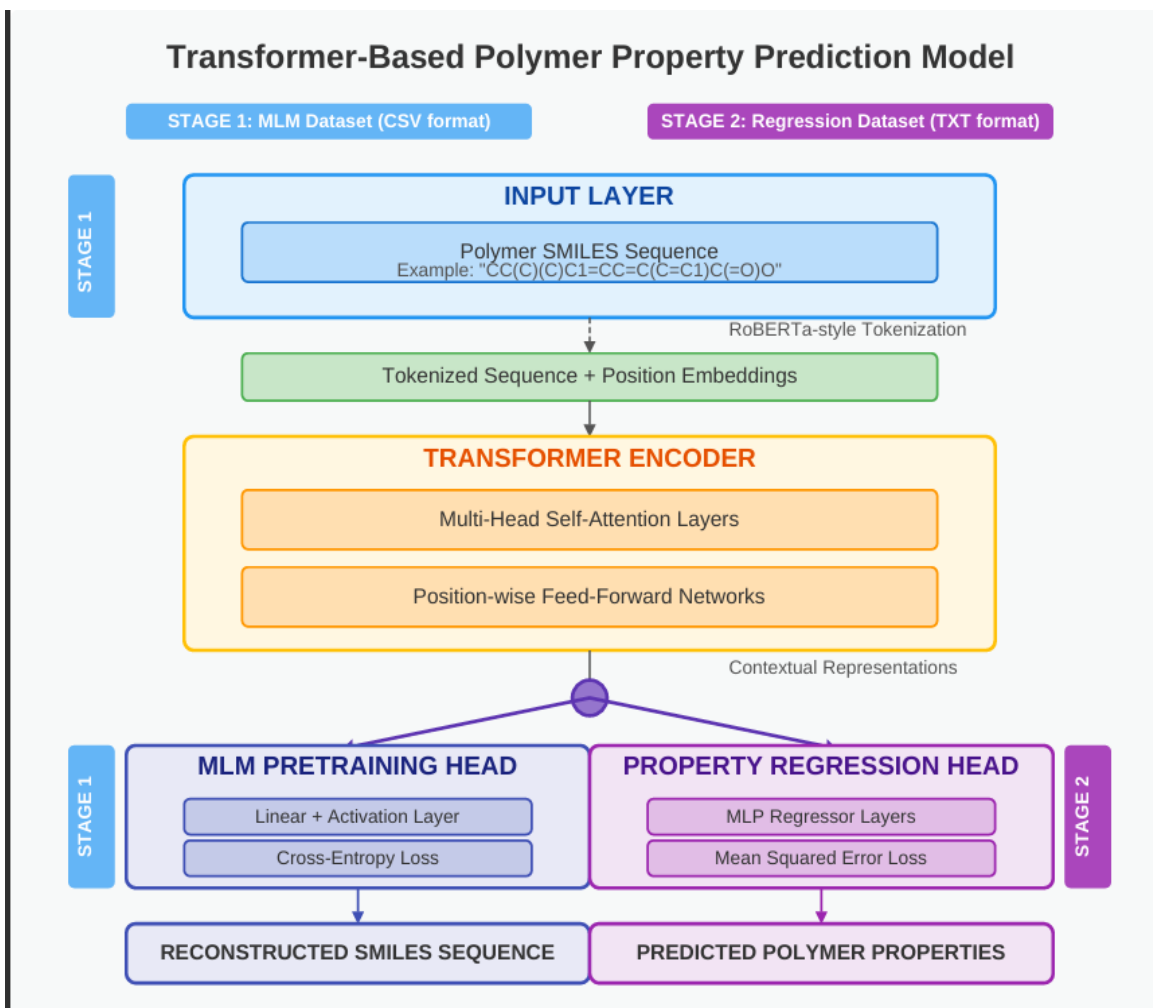 Transformer-Based Polymer Property Prediction Model
STAGE 1: MLM Dataset (CSV format)
STAGE 2: Regression Dataset (TXT format)
STAGE 1
INPUT LAYER
Polymer SMILES Sequence
Example: "CC(C)(C)C1=CC=C(C=C1)C(=O)O"
RoBERTa-style Tokenization
Tokenized Sequence + Position Embeddings
TRANSFORMER ENCODER
Multi-Head Self-Attention Layers
Position-wise Feed-Forward Networks
Contextual Representations
STAGE 1
MLM PRETRAINING HEAD
Linear + Activation Layer
Cross-Entropy Loss
PROPERTY REGRESSION HEAD
MLP Regressor Layers
Mean Squared Error Loss
STAGE 2
RECONSTRUCTED SMILES SEQUENCE
PREDICTED POLYMER PROPERTIES